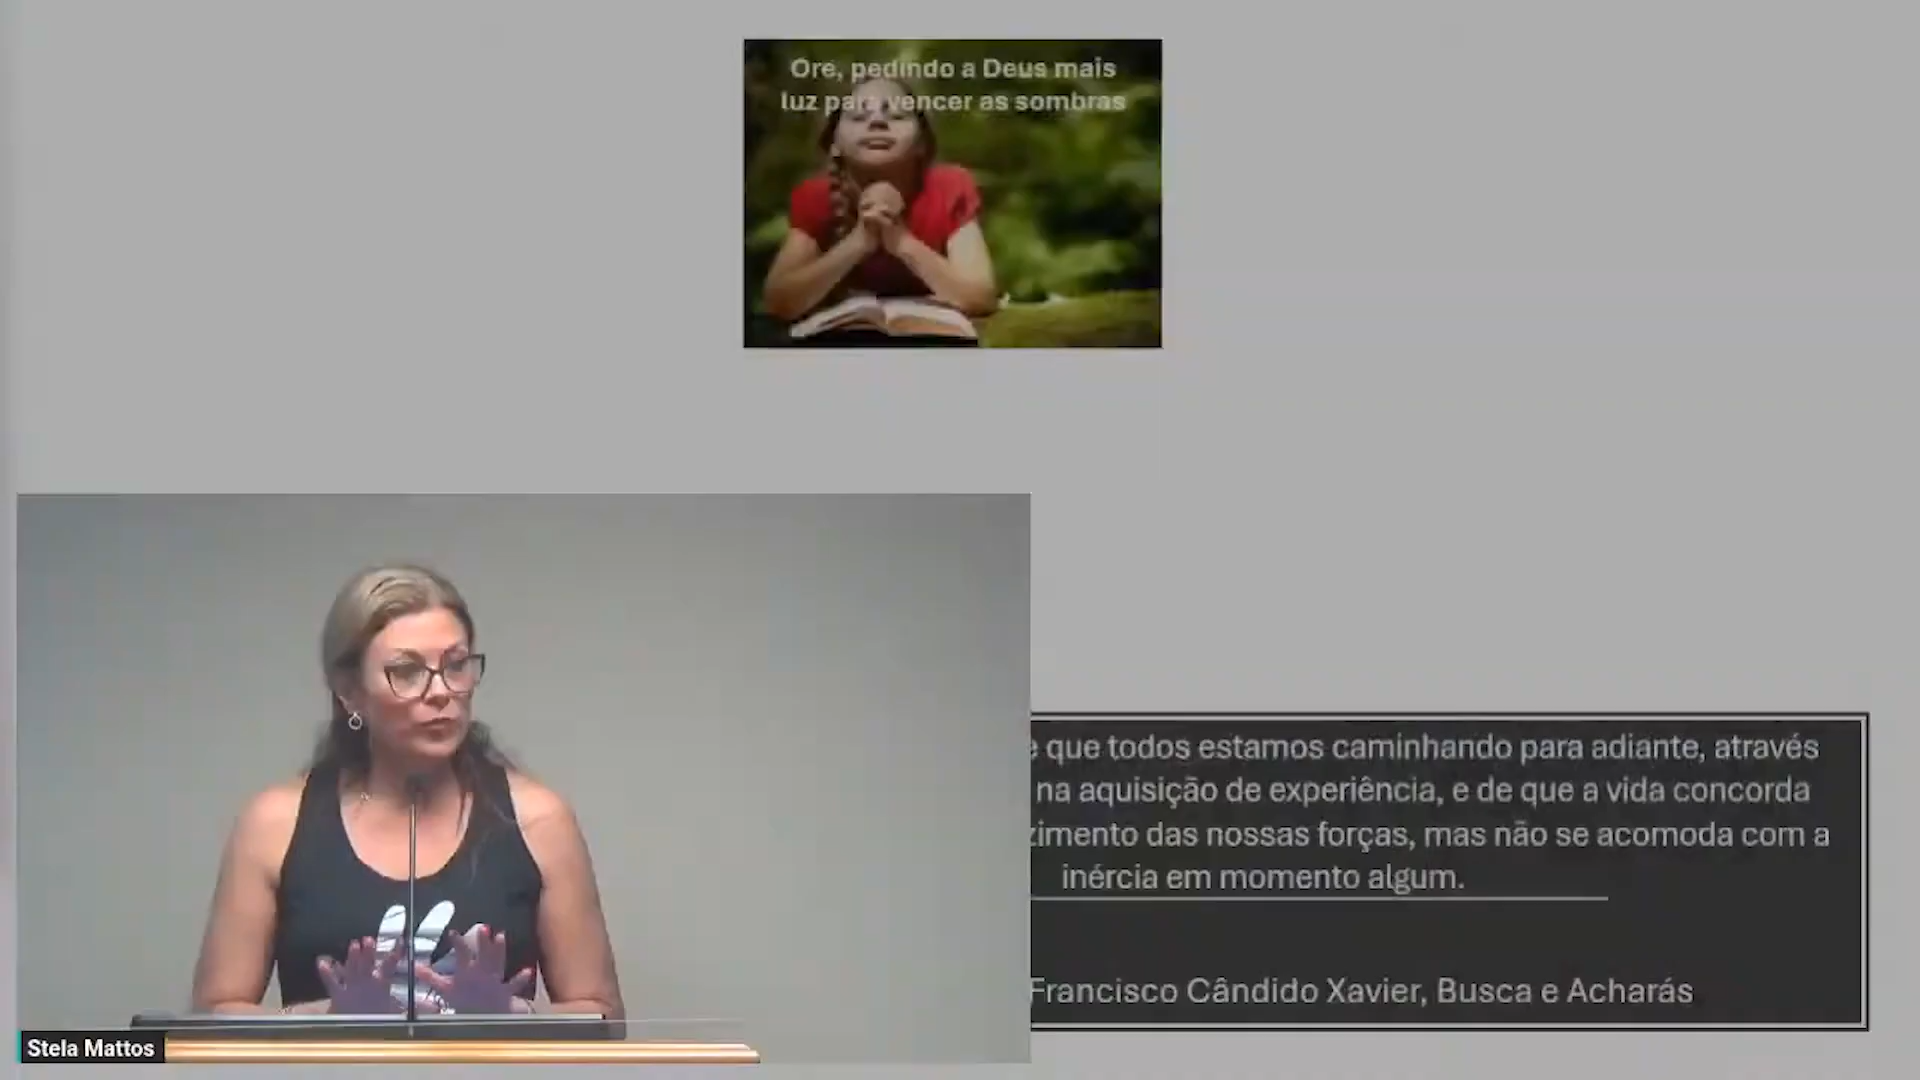 Ore, pedindo a Deus mais
luz para vencer as sombras
que todos estamos caminhando para adiante, através
na aquisição de experiência, e de que a vida concorda
das nossas forças, mas não se acomoda com a
inércia em momento algum.
Francisco Cândido Xavier, Busca e Acharás
Stela Mattos